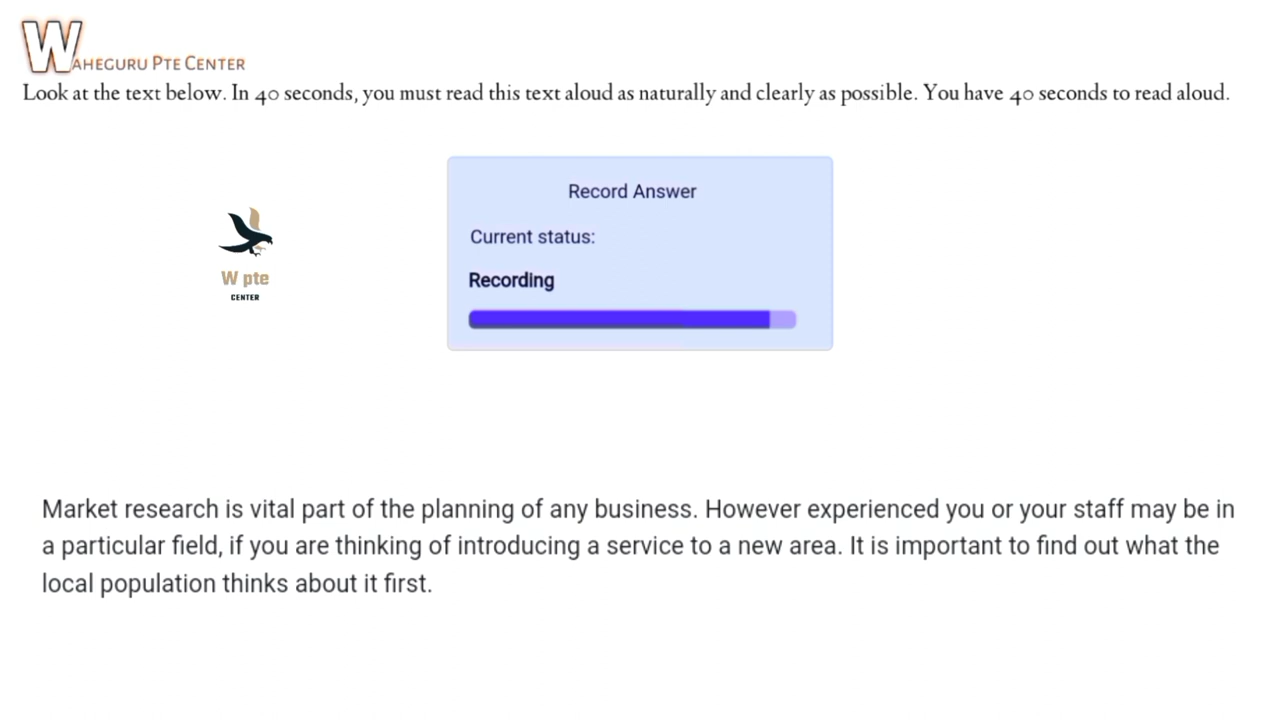 WAHEGURU PTE CENTER
Look at the text below. In 40 seconds, you must read this text aloud as naturally and clearly as possible. You have 40 seconds to read aloud.
Record Answer
Current status:
Recording
W pte
CENTER
Market research is vital part of the planning of any business. However experienced you or your staff may be in
a particular field, if you are thinking of introducing a service to a new area. It is important to find out what the
local population thinks about it first.